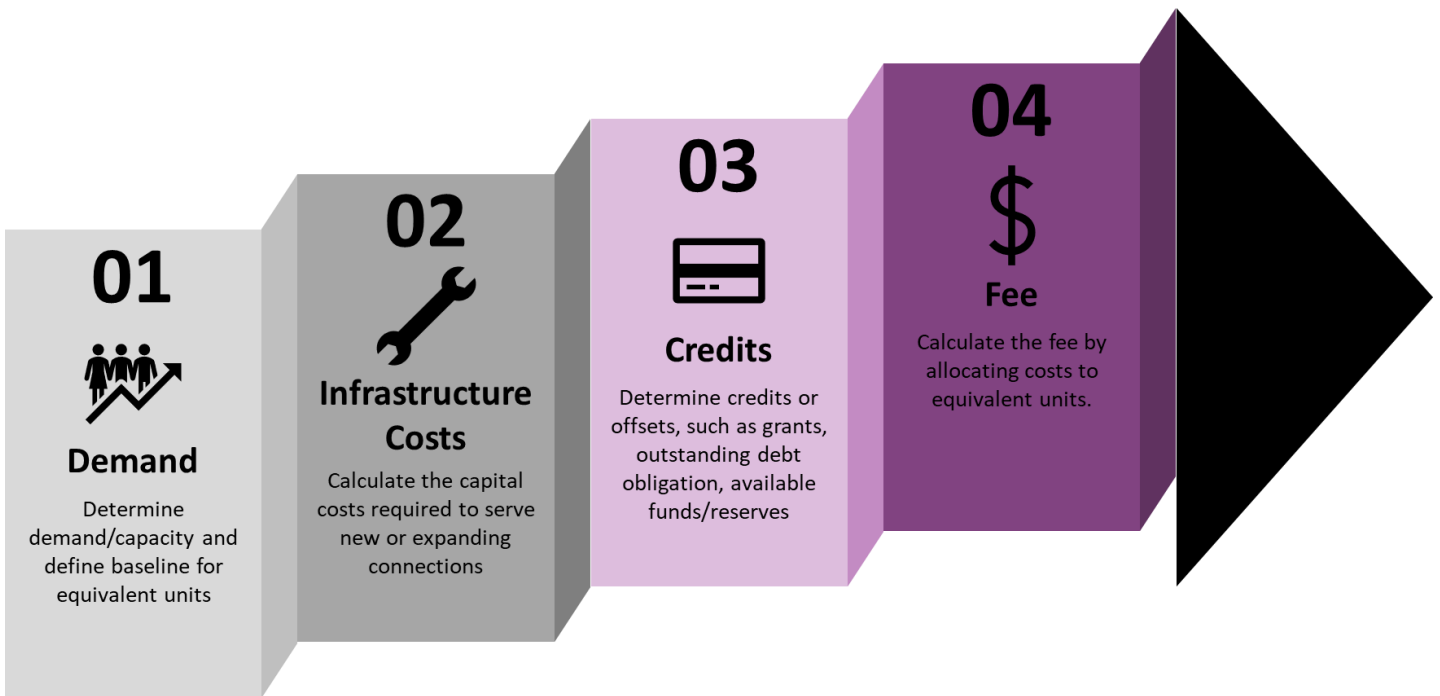 01
Demand
Determine
demand/capacity and
define baseline for
equivalent units
02
Infrastructure
Costs
Calculate the capital
costs required to serve
new or expanding
connections
03
Credits
Determine credits or
offsets, such as grants,
outstanding debt
obligation, available
funds/reserves
04
$
Fee
Calculate the fee by
allocating costs to
equivalent units.